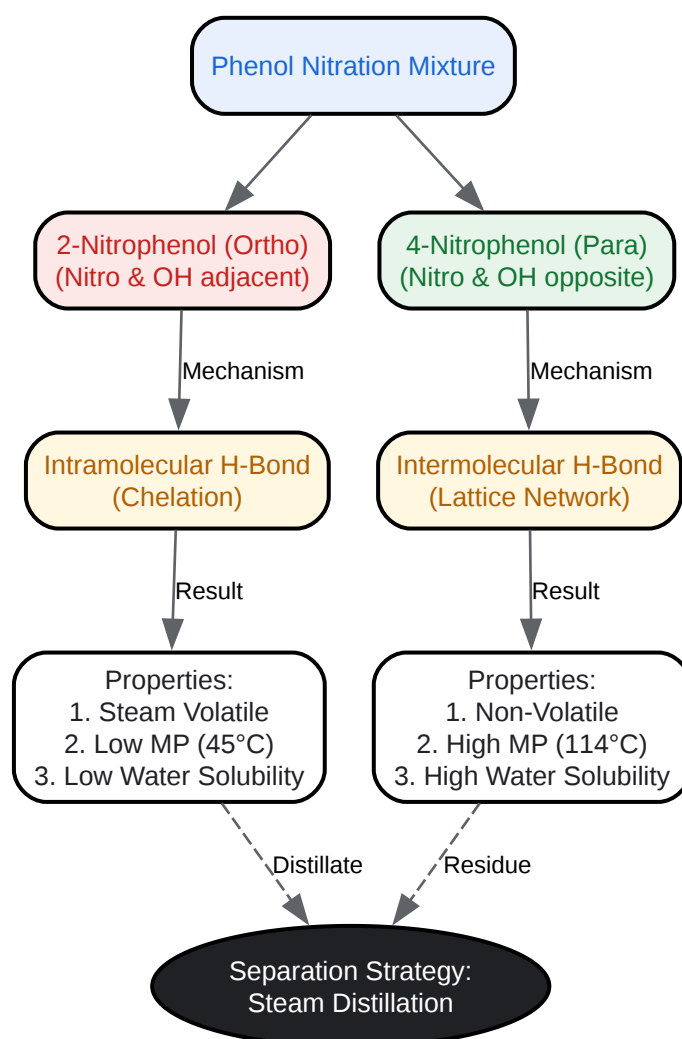 Phenol Nitration Mixture
2-Nitrophenol (Ortho)
(Nitro & OH adjacent)
4-Nitrophenol (Para)
(Nitro & OH opposite)
Mechanism
Mechanism
Intramolecular H-Bond
(Chelation)
Intermolecular H-Bond
(Lattice Network)
Result
Result
Properties:
1. Steam Volatile
2. Low MP (45°C)
3. Low Water Solubility
Properties:
1. Non-Volatile
2. High MP (114°C)
3. High Water Solubility
Distillate
Residue
Separation Strategy:
Steam Distillation